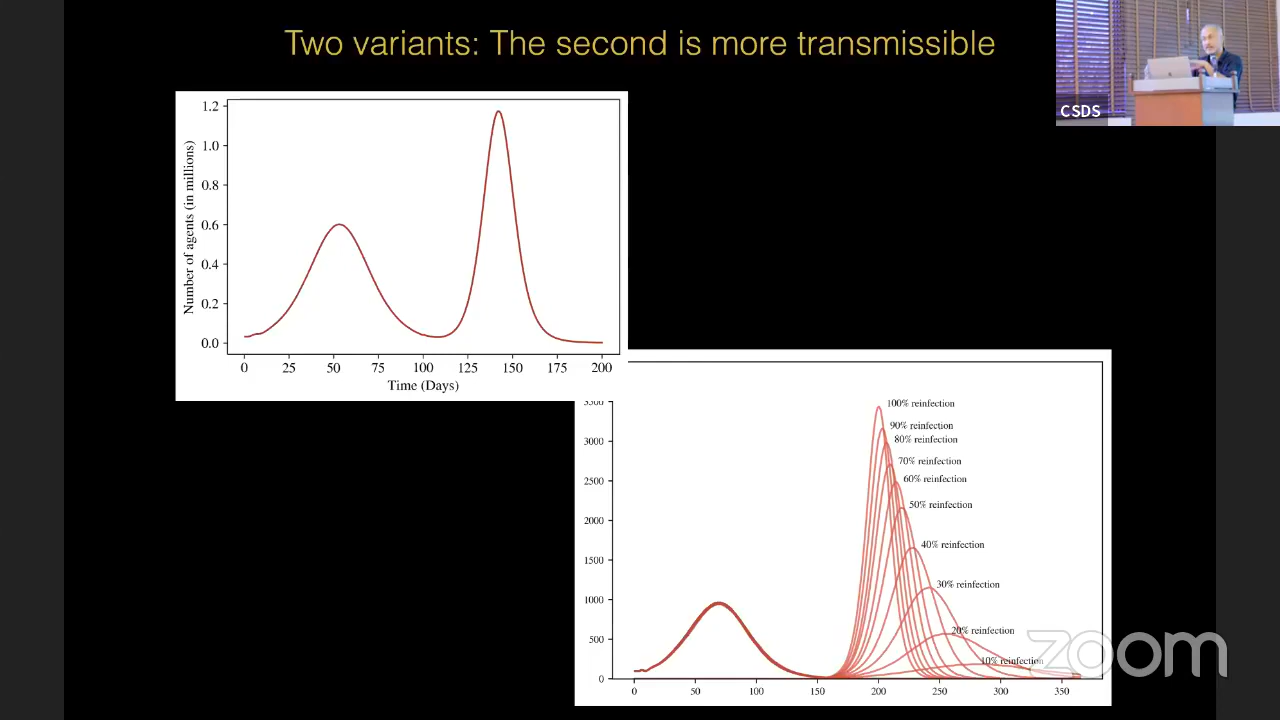 Two variants: The second is more transmissible
CSDS
1.2
1.0
0.8
0.6
0.4
0.2
0.0
Number of agents (in millions)
0 25 50 75 100 125 150 175 200
Time (Days)
3500
3000
2500
2000
1500
1000
500
0
100% reinfection
90% reinfection
80% reinfection
70% reinfection
60% reinfection
50% reinfection
40% reinfection
30% reinfection
20% reinfection
10% reinfection
0 50 100 150 200 250 300 350
zoom